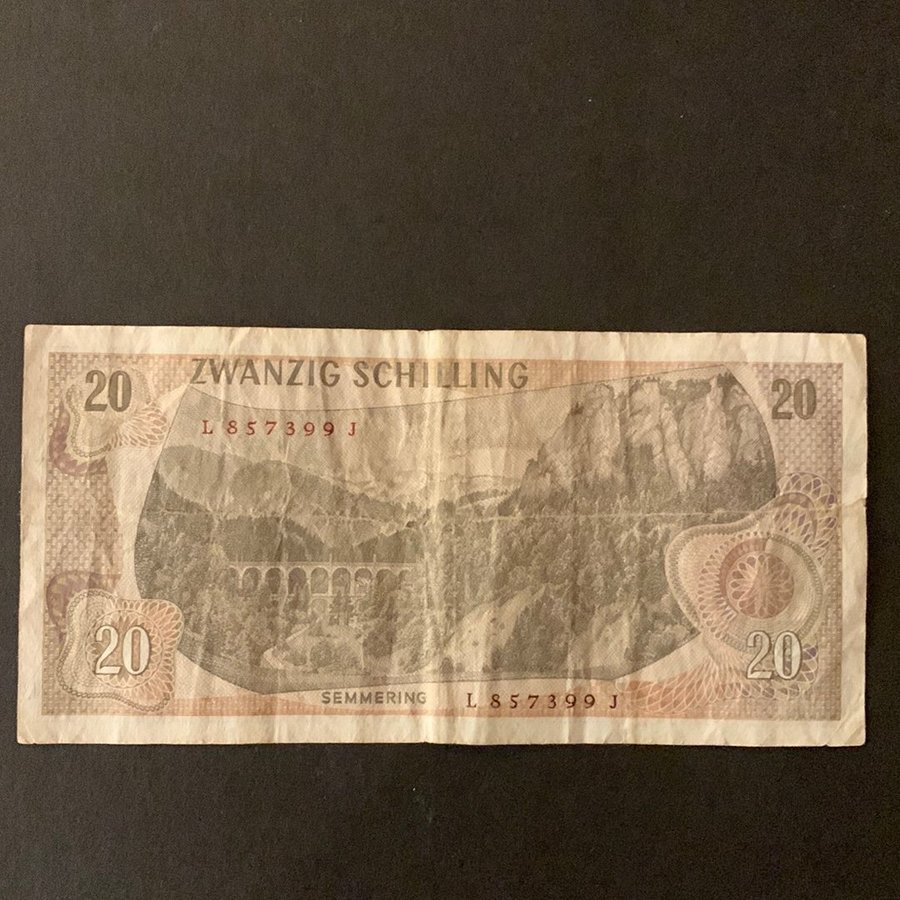 20 ZWANZIG SCHILLING 20
L 857399 J
20 20
SEMMERING L 857399 J